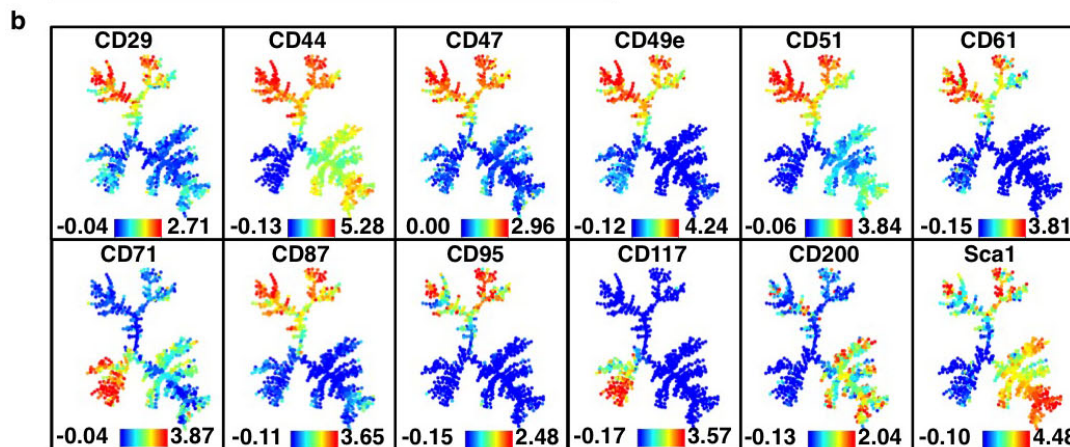 b
CD29 CD44 CD47 CD49e CD51 CD61
-0.04 2.71 -0.13 5.28 0.00 2.96 -0.12 4.24 -0.06 3.84 -0.15 3.81
CD71 CD87 CD95 CD117 CD200 Sca1
-0.04 3.87 -0.11 3.65 -0.15 2.48 -0.17 3.57 -0.13 2.04 -0.10 4.48